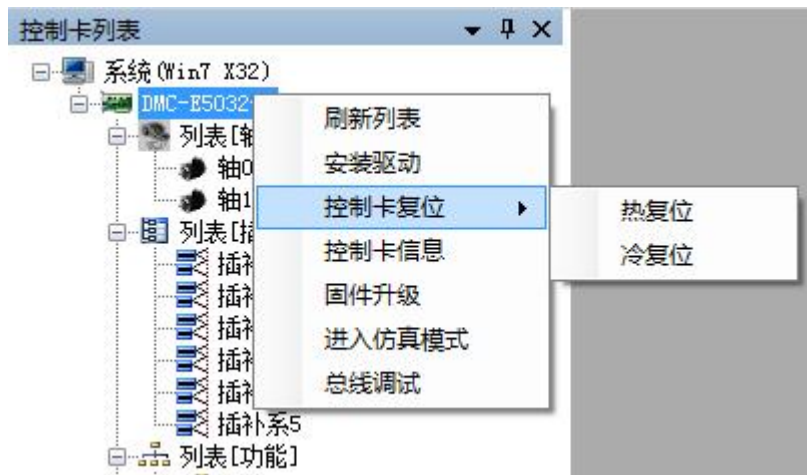 控制卡列表
系统(Win7 X32)
DMC-E5032
列表[轴
轴0
轴1
列表[插
插补
插补
插补
插补
插补
插补系5
列表[功能]
刷新列表
安装驱动
控制卡复位
控制卡信息
固件升级
进入仿真模式
总线调试
热复位
冷复位